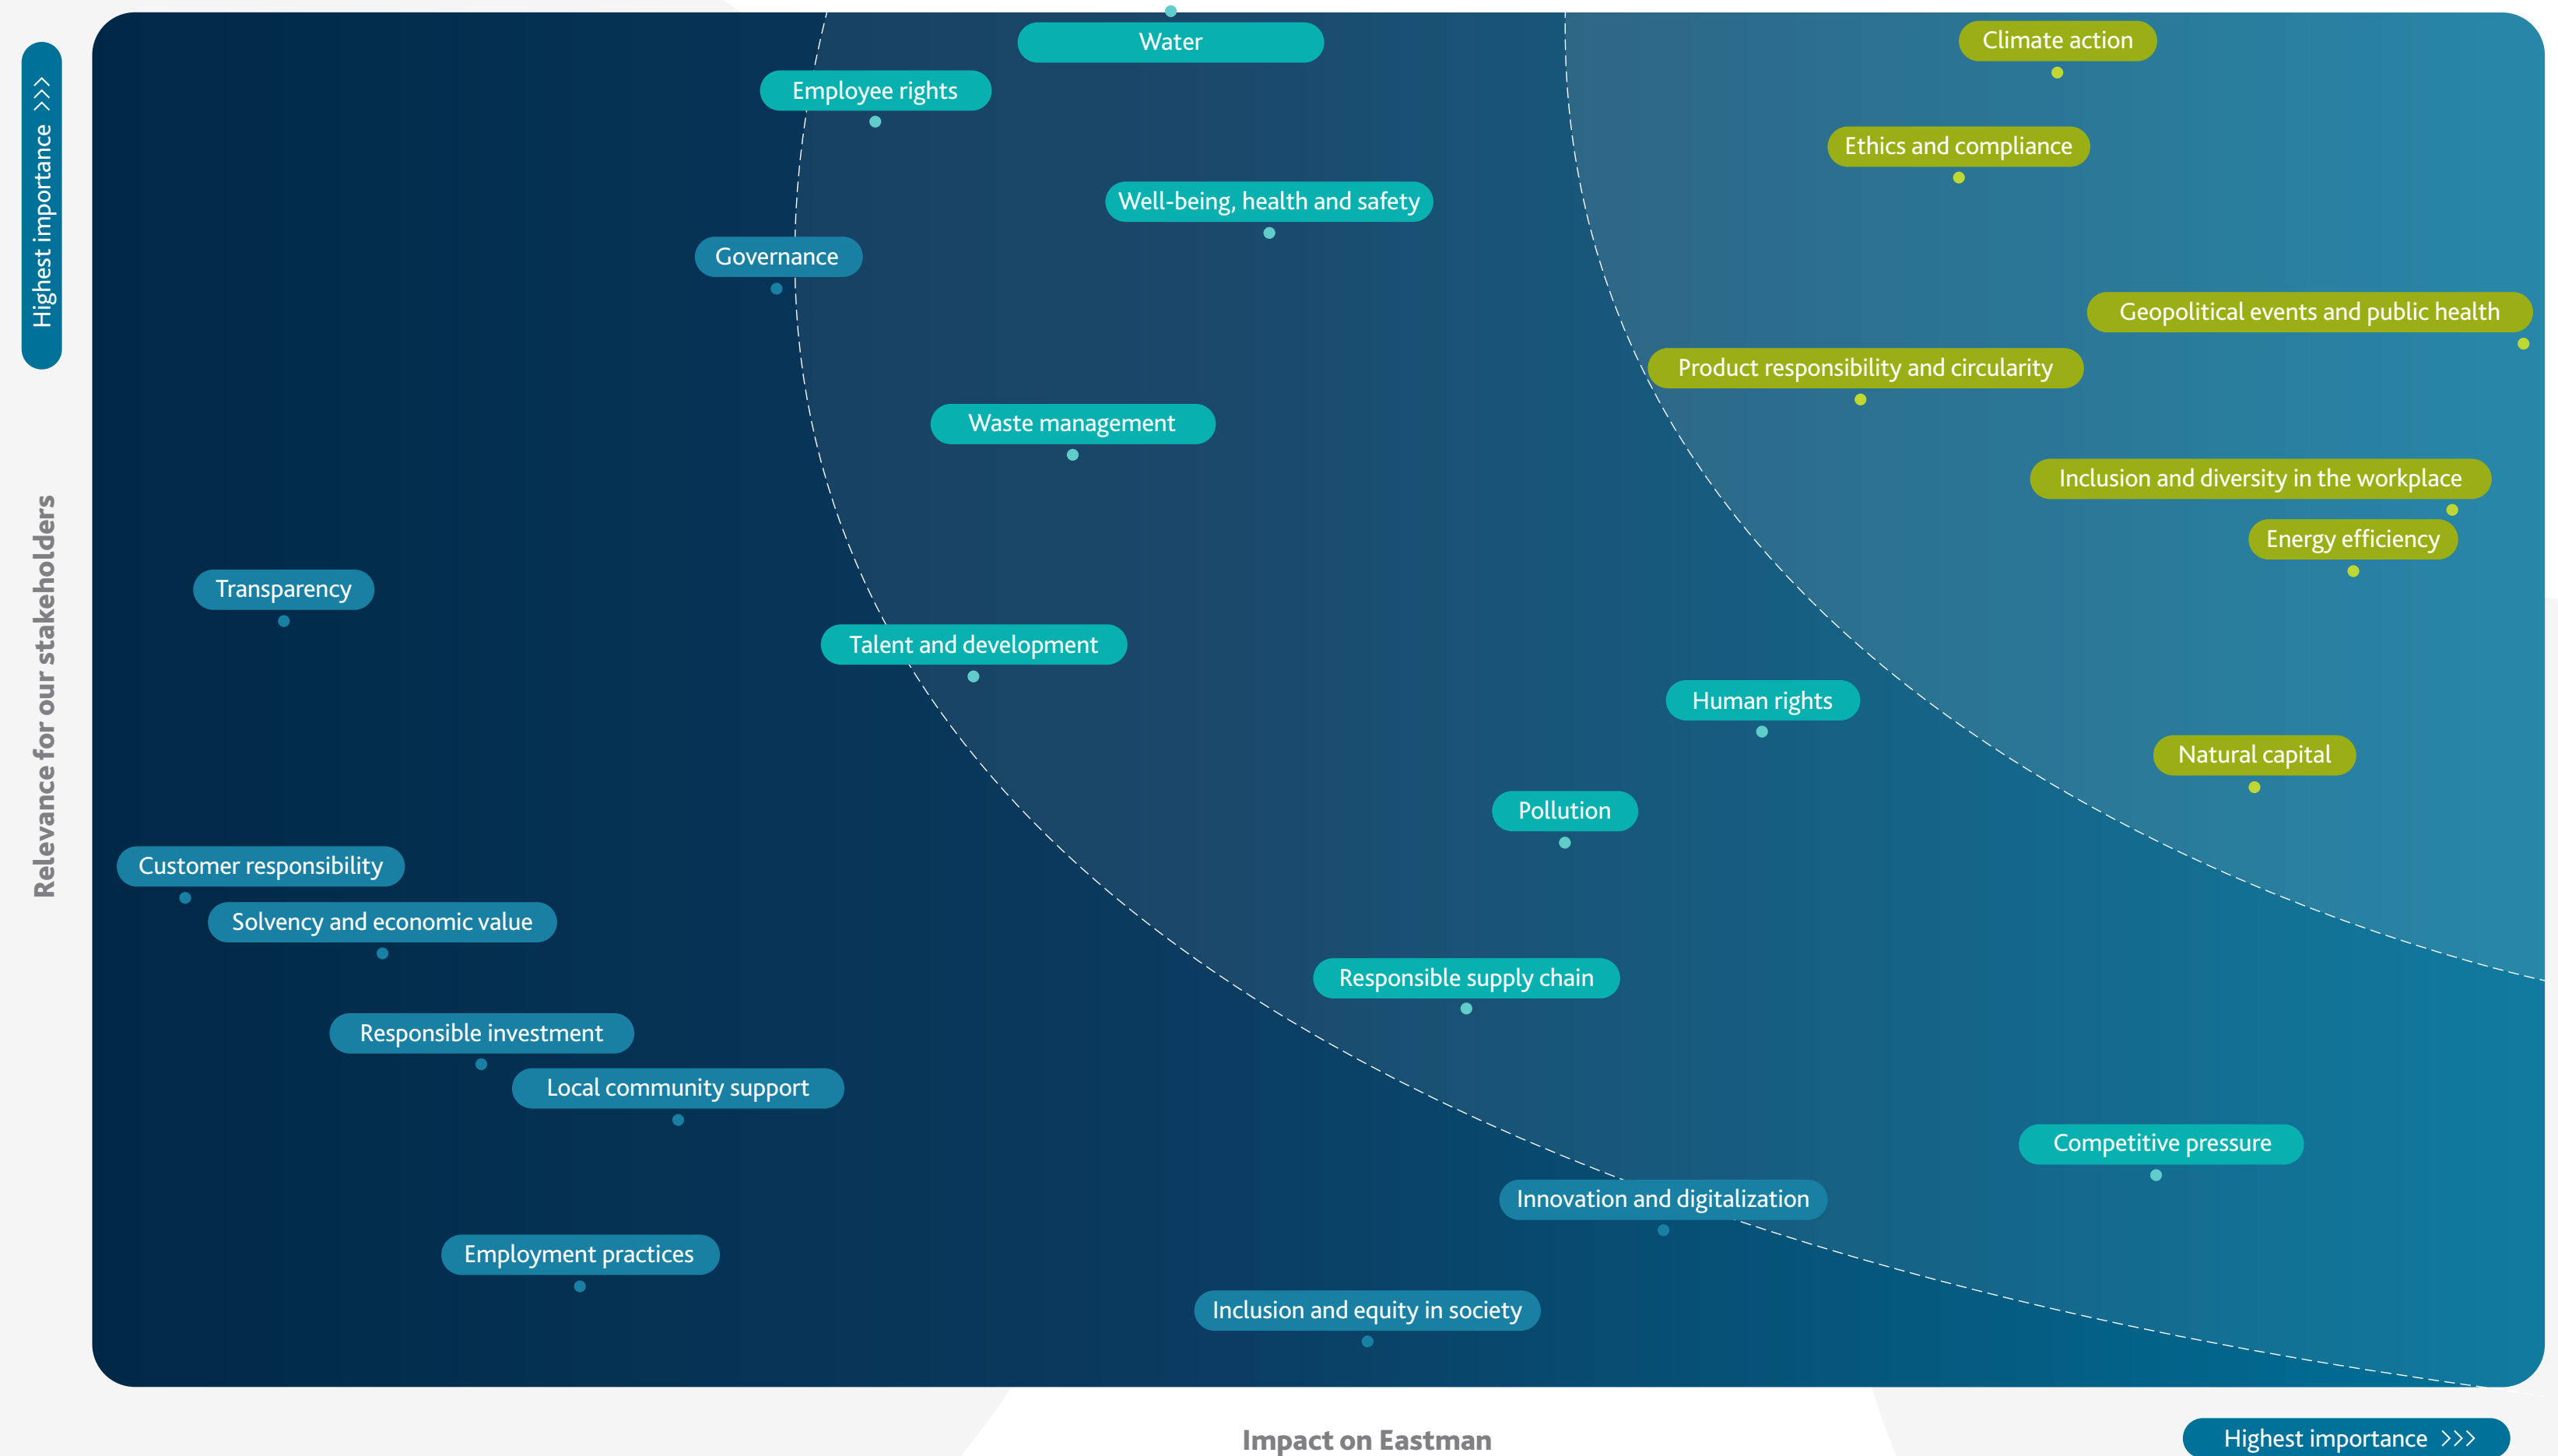 Water
Climate action
Employee rights
Ethics and compliance
Well-being, health and safety
Governance
Geopolitical events and public health
Product responsibility and circularity
Waste management
Inclusion and diversity in the workplace
Energy efficiency
Transparency
Talent and development
Human rights
Natural capital
Pollution
Customer responsibility
Solvency and economic value
Responsible supply chain
Responsible investment
Local community support
Competitive pressure
Innovation and digitalization
Employment practices
Inclusion and equity in society
Highest importance >>>
Relevance for our stakeholders
Impact on Eastman
Highest importance >>>